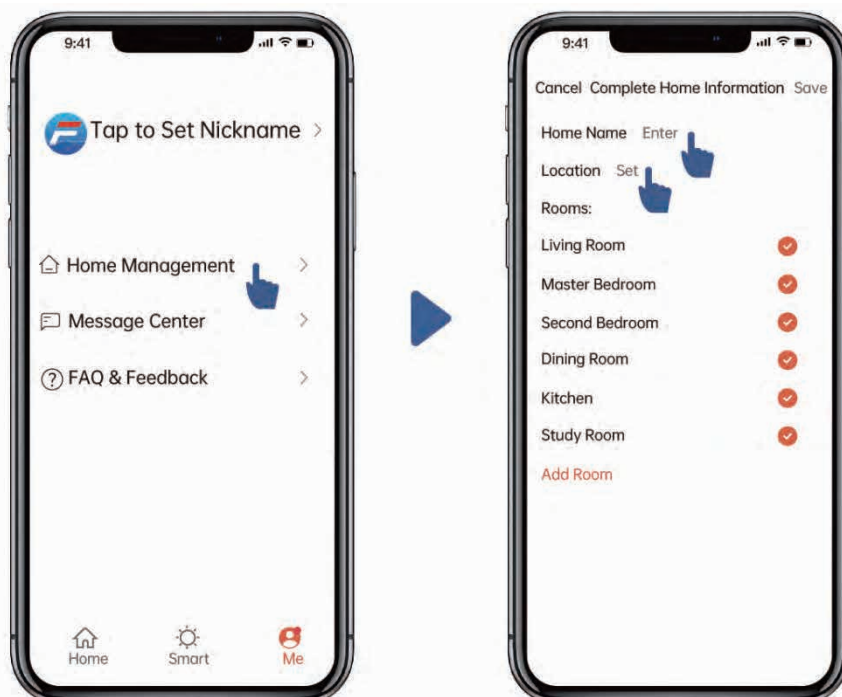 9:41
Tap to Set Nickname
Home Management
Message Center
FAQ & Feedback
Home Smart Me
9:41
Cancel Complete Home Information Save
Home Name Enter
Location Set
Rooms:
Living Room
Master Bedroom
Second Bedroom
Dining Room
Kitchen
Study Room
Add Room